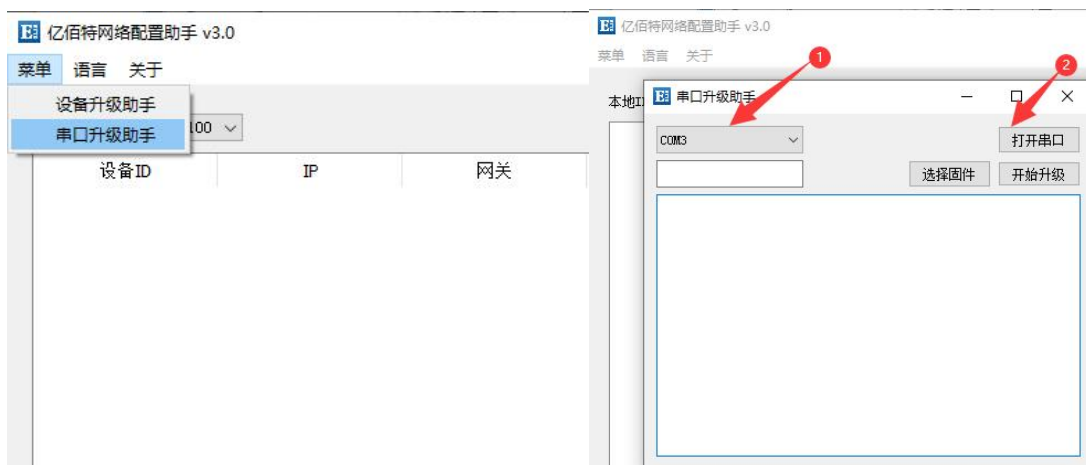 亿佰特网络配置助手 v3.0
菜单 语言 关于
设备升级助手
串口升级助手
100
设备ID IP 网关
亿佰特网络配置助手 v3.0
菜单 语言 关于
1
2
本地I
串口升级助手
COM3
打开串口
选择固件 开始升级